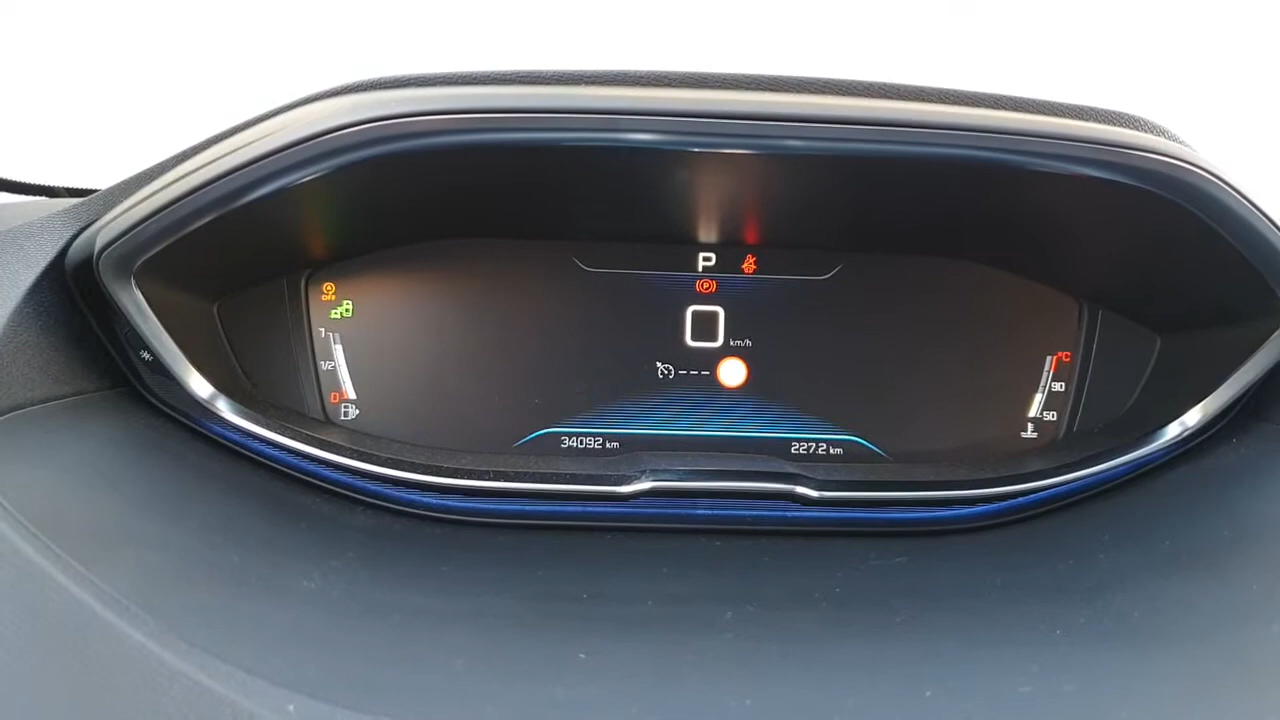 P
A
OFF
(P)
0 km/h
1
1/2
0
---
°C
90
50
34092 km
227.2 km